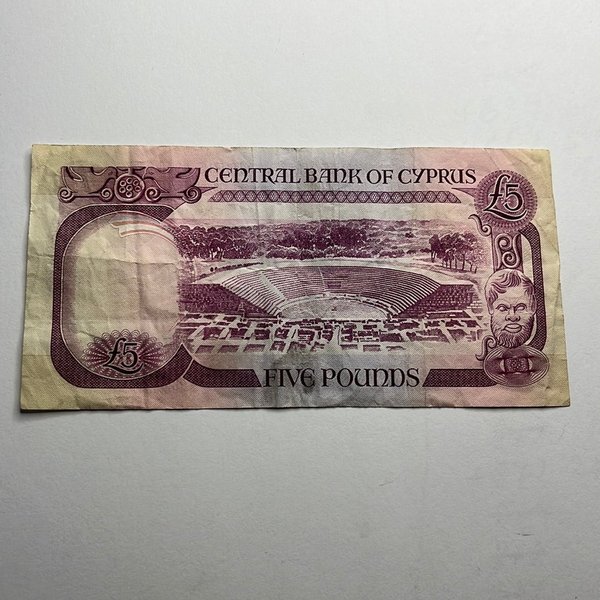 CENTRAL BANK OF CYPRUS
£5
£5
FIVE POUNDS